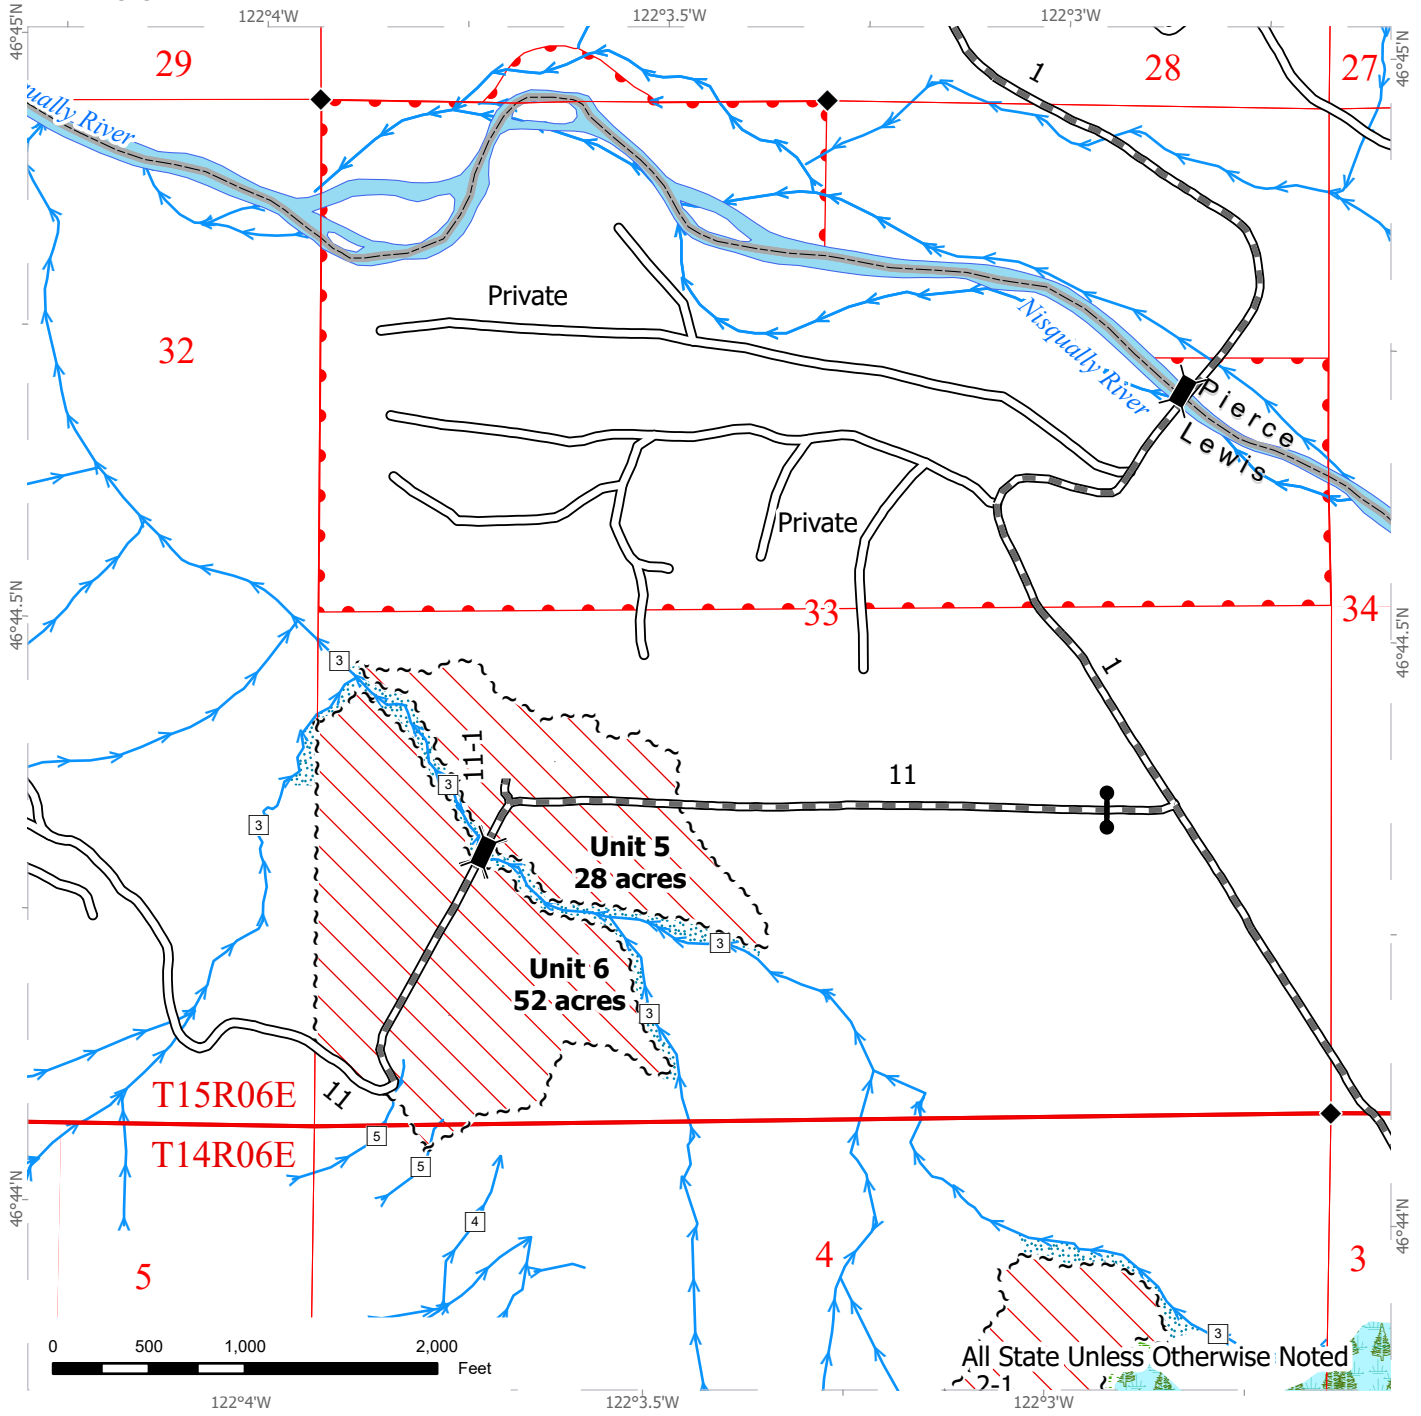 122°4'W
122°3.5'W
122°3'W
46°45'N
46°45'N
29
28
27
1
Nisqually River
Private
32
Pierce
Lewis
Private
33
34
46°44.5'N
46°44.5'N
3
1
11-1
3
11
3
Unit 5
28 acres
3
Unit 6
52 acres
3
T15R06E
11
5
T14R06E
5
46°44'N
46°44'N
4
5
4
3
3
0 500 1,000 2,000
Feet
All State Unless Otherwise Noted
2-1
122°4'W
122°3.5'W
122°3'W